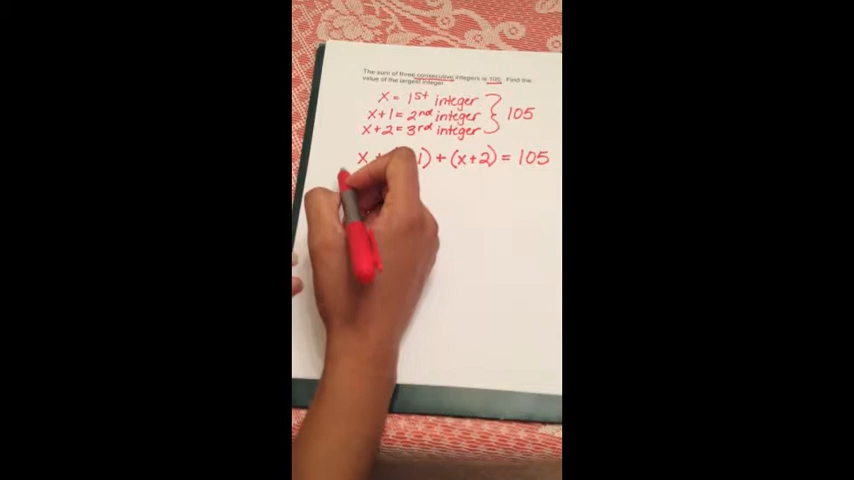 The sum of three consecutive integers is 105. Find the
value of the largest integer.
x = 1st integer
x+1 = 2nd integer } 105
x+2 = 3rd integer
x + 1) + (x+2) = 105